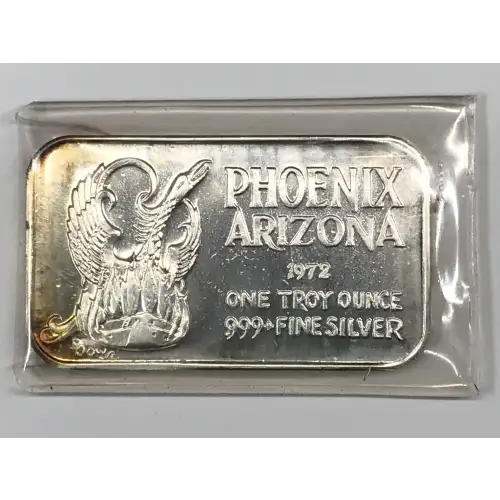 PHOENIX
ARIZONA
1972
ONE TROY OUNCE
999+FINE SILVER